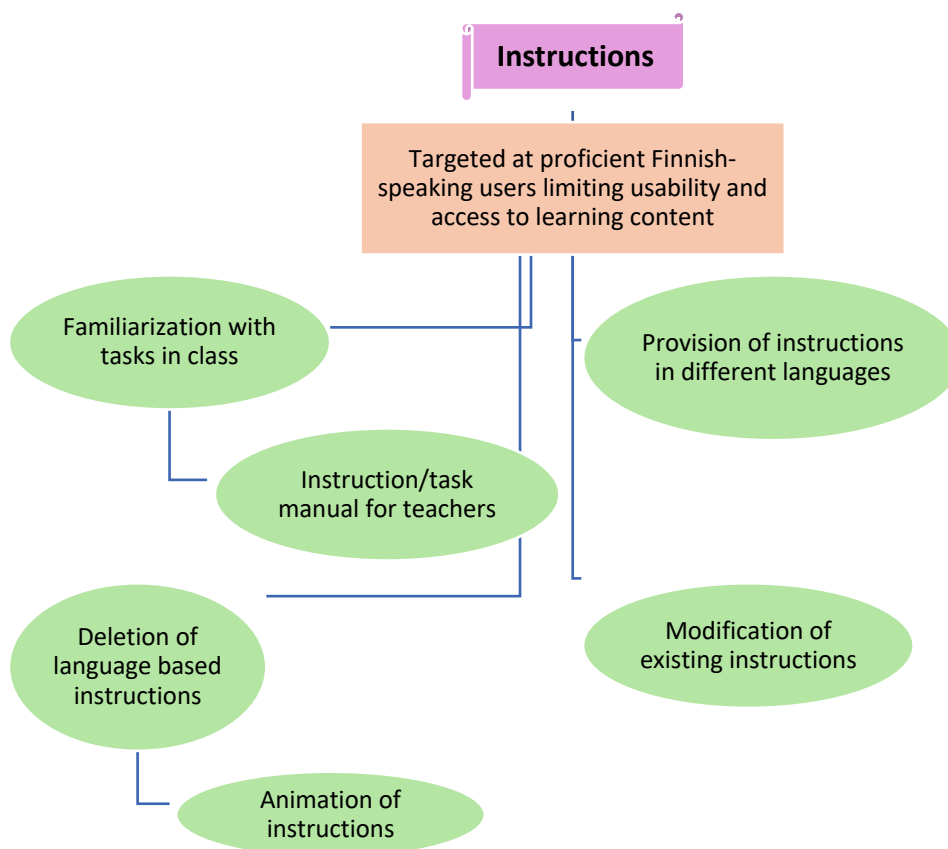 Instructions
Targeted at proficient Finnish-
speaking users limiting usability and
access to learning content
Familiarization with
tasks in class
Provision of instructions
in different languages
Instruction/task
manual for teachers
Deletion of
language based
instructions
Modification of
existing instructions
Animation of
instructions